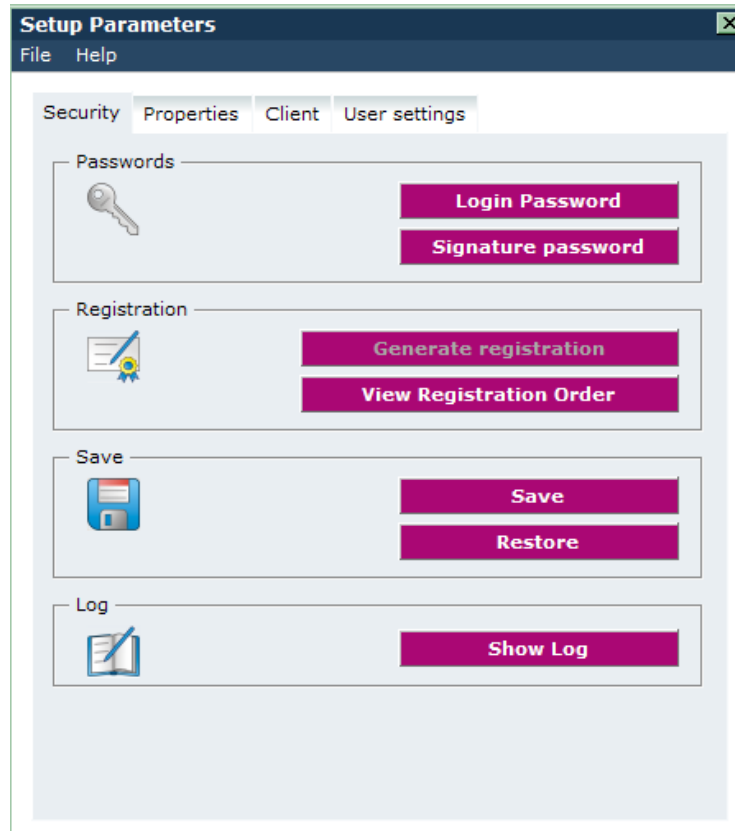 Setup Parameters
File Help
Security Properties Client User settings
Passwords
Login Password
Signature password
Registration
Generate registration
View Registration Order
Save
Save
Restore
Log
Show Log